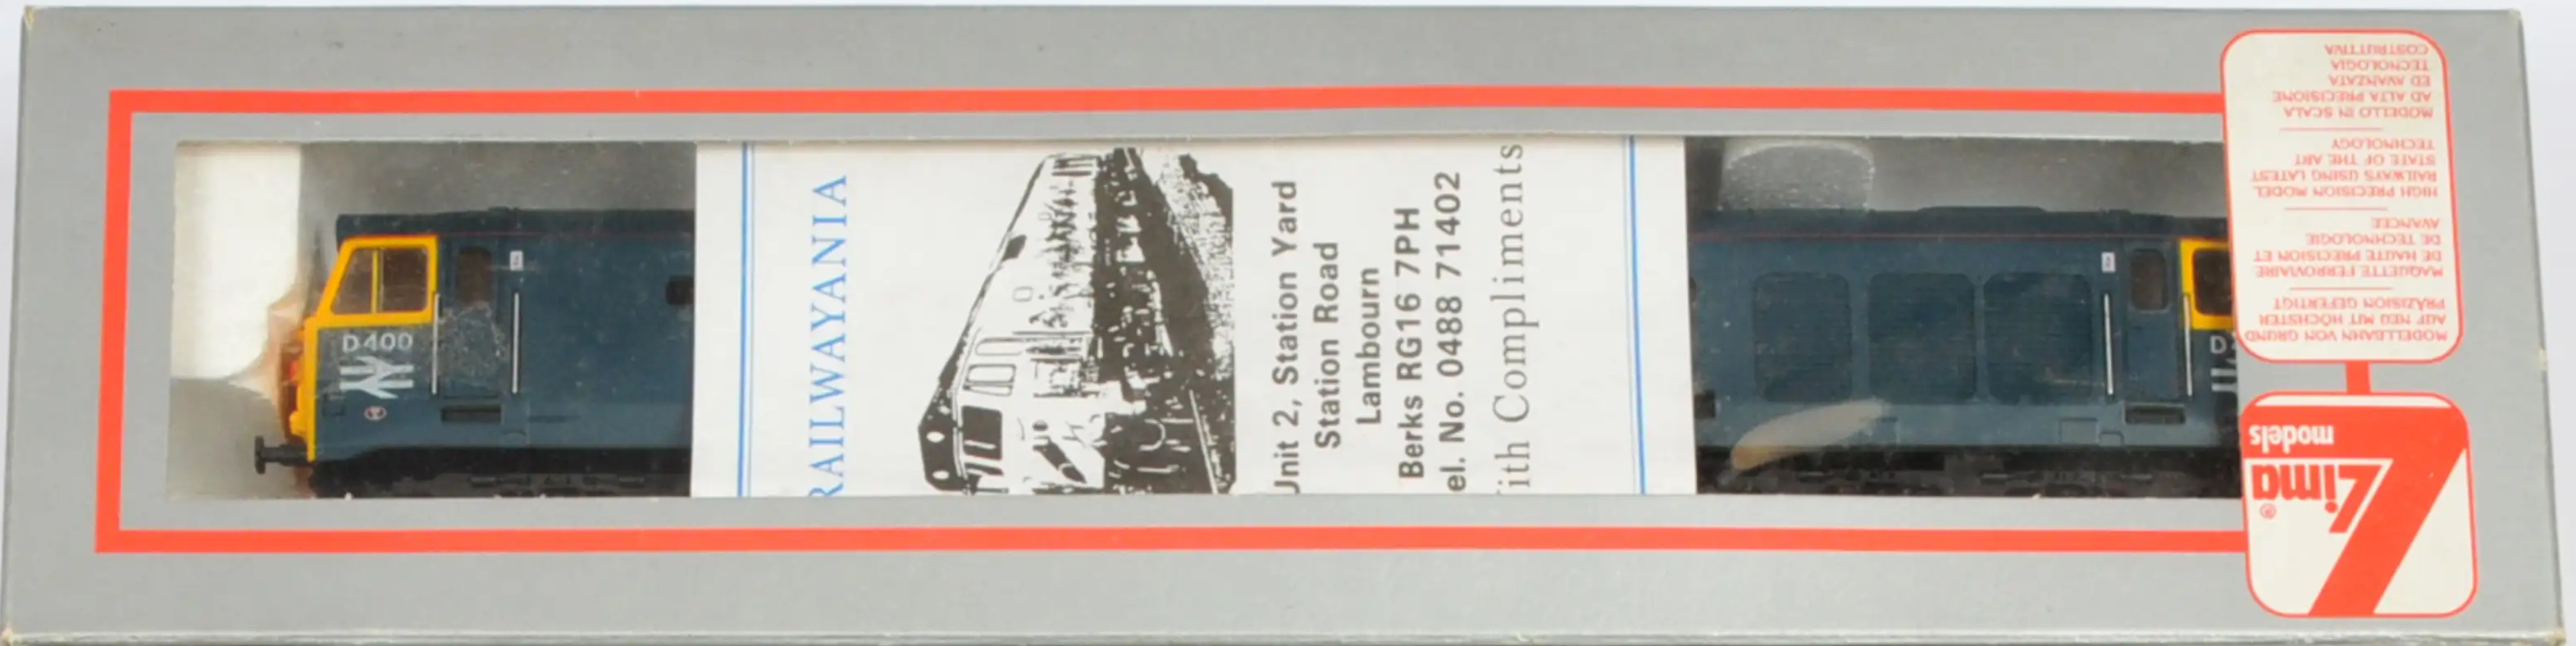 D400
RAILWAYANIA
Unit 2, Station Yard
Station Road
Lambourn
Berks RG16 7PH
el. No. 0488 71402
ith Compliments
D
Lima®
models
MODELLBAHN VON GRUND
AUF NEU MIT HÖCHSTER
PRÄZISION GEFERTIGT
MAQUETTE FERROVIAIRE
DE HAUTE PRECISION ET
DE TECHNOLOGIE
AVANCEE
HIGH PRECISION MODEL
RAILWAYS USING LATEST
STATE OF THE ART
TECHNOLOGY
MODELLO IN SCALA
AD ALTA PRECISIONE
ED AVANZATA
TECNOLOGIA
COSTRUTTIVA